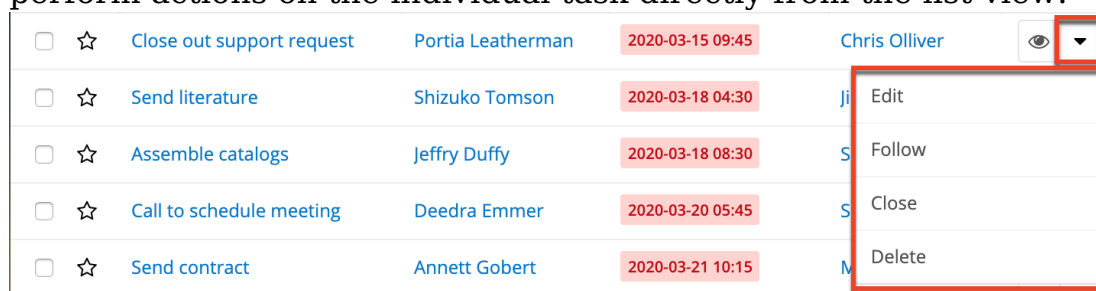 perform actions on the individual task directly from the list view.
Close out support request Portia Leatherman 2020-03-15 09:45 Chris Olliver
Send literature Shizuko Tomson 2020-03-18 04:30 Ji Edit
Assemble catalogs Jeffry Duffy 2020-03-18 08:30 S Follow
Call to schedule meeting Deedra Emmer 2020-03-20 05:45 S Close
Send contract Annett Gobert 2020-03-21 10:15 M Delete